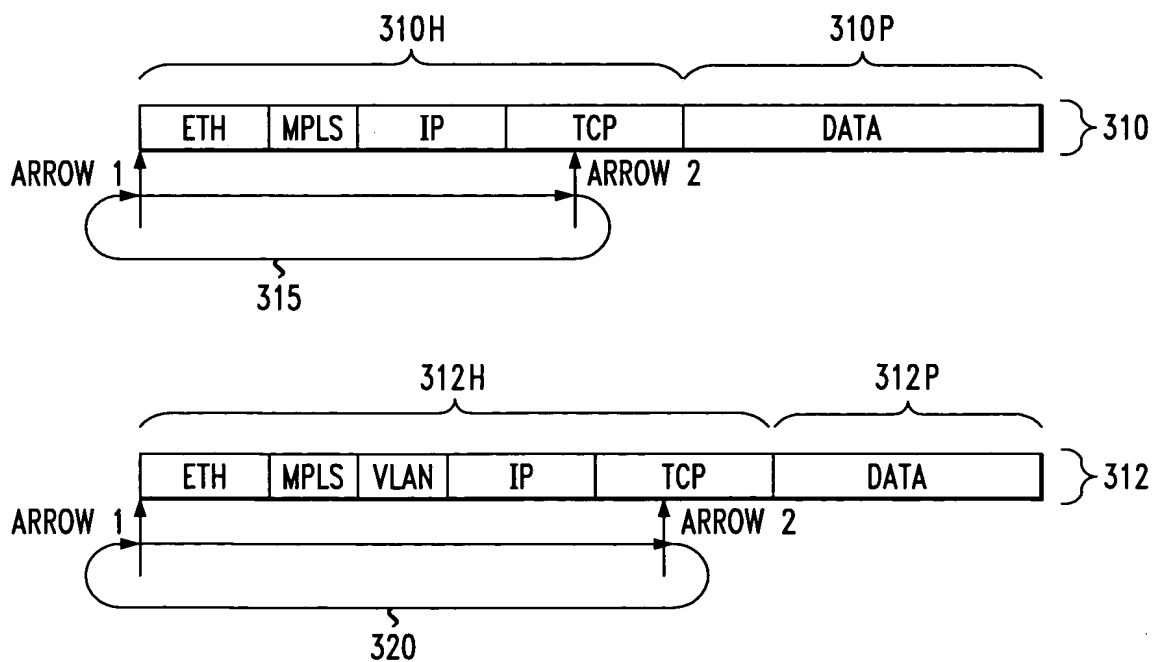 310H 310P
ETH MPLS IP TCP DATA 310
ARROW 1 ARROW 2
315
312H 312P
ETH MPLS VLAN IP TCP DATA 312
ARROW 1 ARROW 2
320